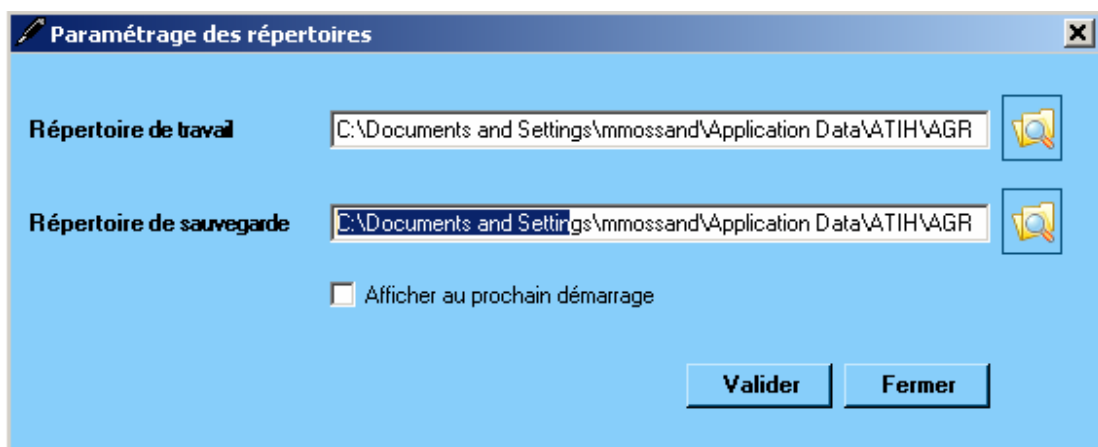 Paramétrage des répertoires
Répertoire de travail
C:\Documents and Settings\mmossand\Application Data\ATIH\AGR
Répertoire de sauvegarde
C:\Documents and Settings\mmossand\Application Data\ATIH\AGR
Afficher au prochain démarrage
Valider
Fermer